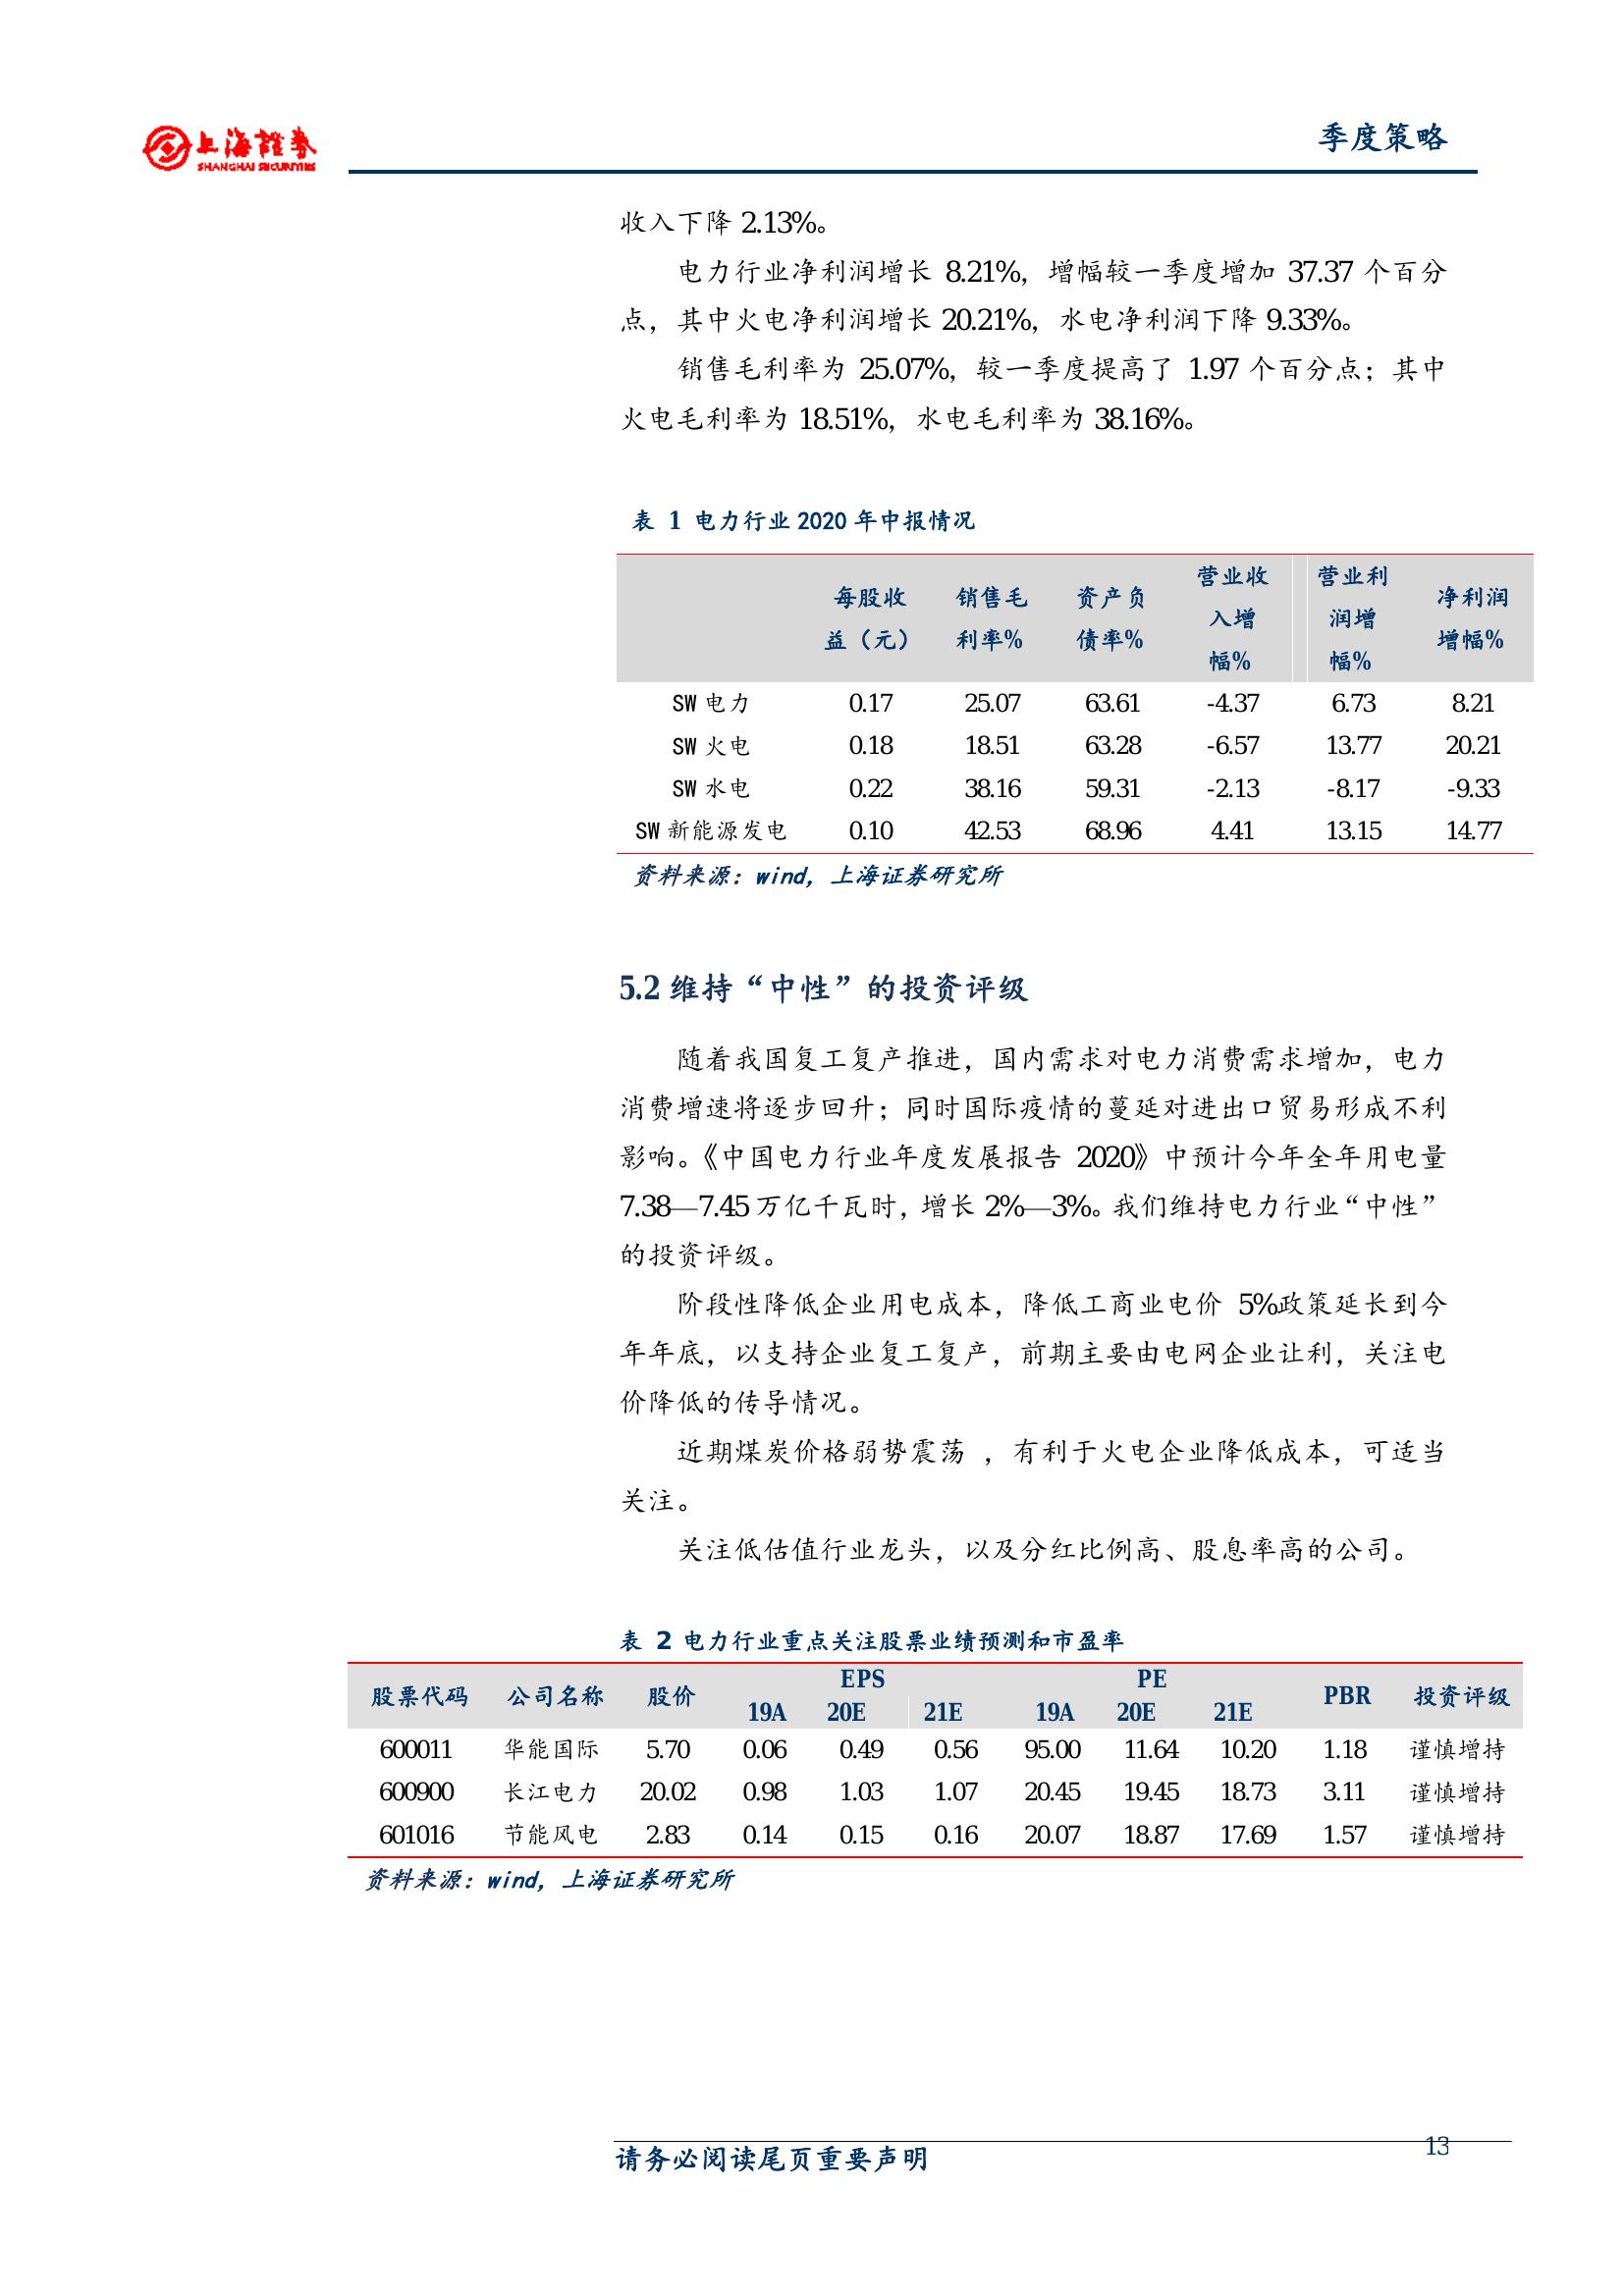 上海證券
SHANGHAI SECURITIES
季度策略
收入下降 2.13%。
电力行业净利润增长 8.21%，增幅较一季度增加 37.37 个百分
点，其中火电净利润增长 20.21%，水电净利润下降 9.33%。
销售毛利率为 25.07%，较一季度提高了 1.97 个百分点；其中
火电毛利率为 18.51%，水电毛利率为 38.16%。
表 1 电力行业 2020 年中报情况
每股收益（元） 销售毛利率% 资产负债率% 营业收入增幅% 营业利润增幅% 净利润增幅%
SW 电力 0.17 25.07 63.61 -4.37 6.73 8.21
SW 火电 0.18 18.51 63.28 -6.57 13.77 20.21
SW 水电 0.22 38.16 59.31 -2.13 -8.17 -9.33
SW 新能源发电 0.10 42.53 68.96 4.41 13.15 14.77
资料来源：wind，上海证券研究所
5.2 维持“中性”的投资评级
随着我国复工复产推进，国内需求对电力消费需求增加，电力
消费增速将逐步回升；同时国际疫情的蔓延对进出口贸易形成不利
影响。《中国电力行业年度发展报告 2020》中预计今年全年用电量
7.38—7.45 万亿千瓦时，增长 2%—3%。我们维持电力行业“中性”
的投资评级。
阶段性降低企业用电成本，降低工商业电价 5%政策延长到今
年年底，以支持企业复工复产，前期主要由电网企业让利，关注电
价降低的传导情况。
近期煤炭价格弱势震荡 ，有利于火电企业降低成本，可适当
关注。
关注低估值行业龙头，以及分红比例高、股息率高的公司。
表 2 电力行业重点关注股票业绩预测和市盈率
股票代码 公司名称 股价 EPS PE PBR 投资评级
19A 20E 21E 19A 20E 21E
600011 华能国际 5.70 0.06 0.49 0.56 95.00 11.64 10.20 1.18 谨慎增持
600900 长江电力 20.02 0.98 1.03 1.07 20.45 19.45 18.73 3.11 谨慎增持
601016 节能风电 2.83 0.14 0.15 0.16 20.07 18.87 17.69 1.57 谨慎增持
资料来源：wind，上海证券研究所
请务必阅读尾页重要声明
13